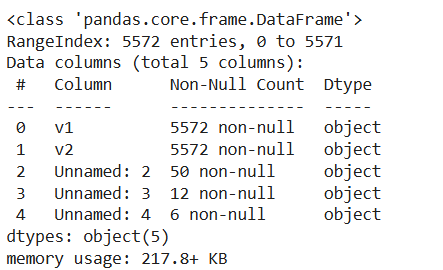 <class 'pandas.core.frame.DataFrame'>
RangeIndex: 5572 entries, 0 to 5571
Data columns (total 5 columns):
 #   Column      Non-Null Count  Dtype
---  ------      --------------  -----
 0   v1          5572 non-null   object
 1   v2          5572 non-null   object
 2   Unnamed: 2  50 non-null     object
 3   Unnamed: 3  12 non-null     object
 4   Unnamed: 4  6 non-null      object
dtypes: object(5)
memory usage: 217.8+ KB